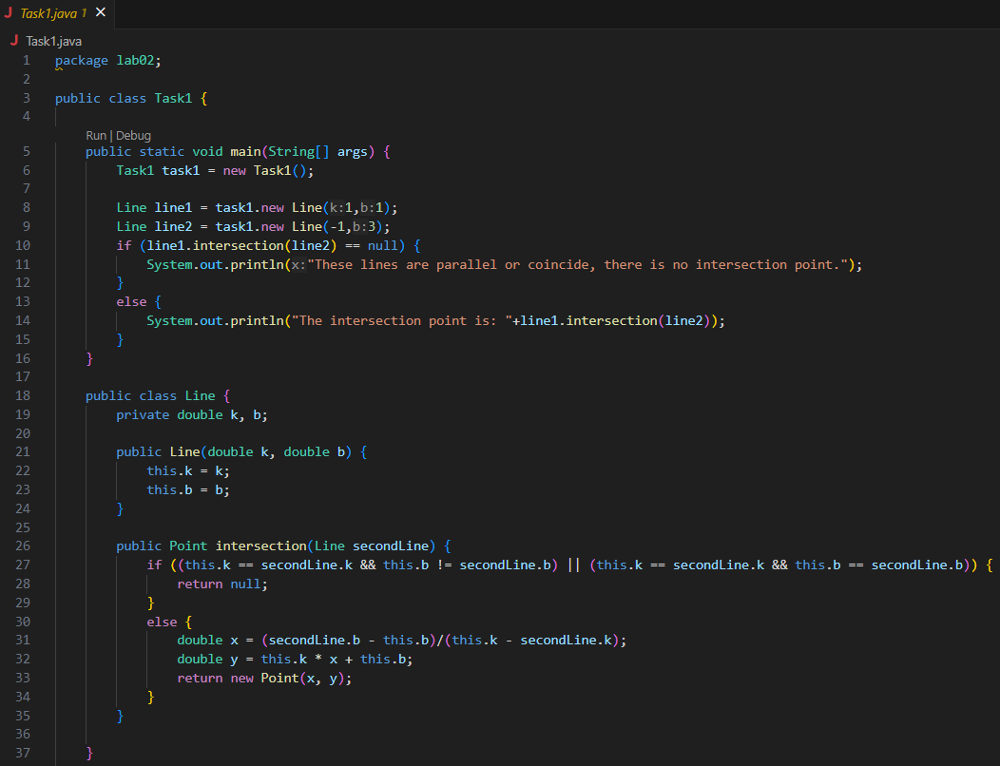 J Task1.java 1 ×
J Task1.java
1 package lab02;
2
3 public class Task1 {
4
Run | Debug
5 public static void main(String[] args) {
6 Task1 task1 = new Task1();
7
8 Line line1 = task1.new Line(k:1,b:1);
9 Line line2 = task1.new Line(-1,b:3);
10 if (line1.intersection(line2) == null) {
11 System.out.println(x:"These lines are parallel or coincide, there is no intersection point.");
12 }
13 else {
14 System.out.println("The intersection point is: "+line1.intersection(line2));
15 }
16 }
17
18 public class Line {
19 private double k, b;
20
21 public Line(double k, double b) {
22 this.k = k;
23 this.b = b;
24 }
25
26 public Point intersection(Line secondLine) {
27 if ((this.k == secondLine.k && this.b != secondLine.b) || (this.k == secondLine.k && this.b == secondLine.b)) {
28 return null;
29 }
30 else {
31 double x = (secondLine.b - this.b)/(this.k - secondLine.k);
32 double y = this.k * x + this.b;
33 return new Point(x, y);
34 }
35 }
36
37 }